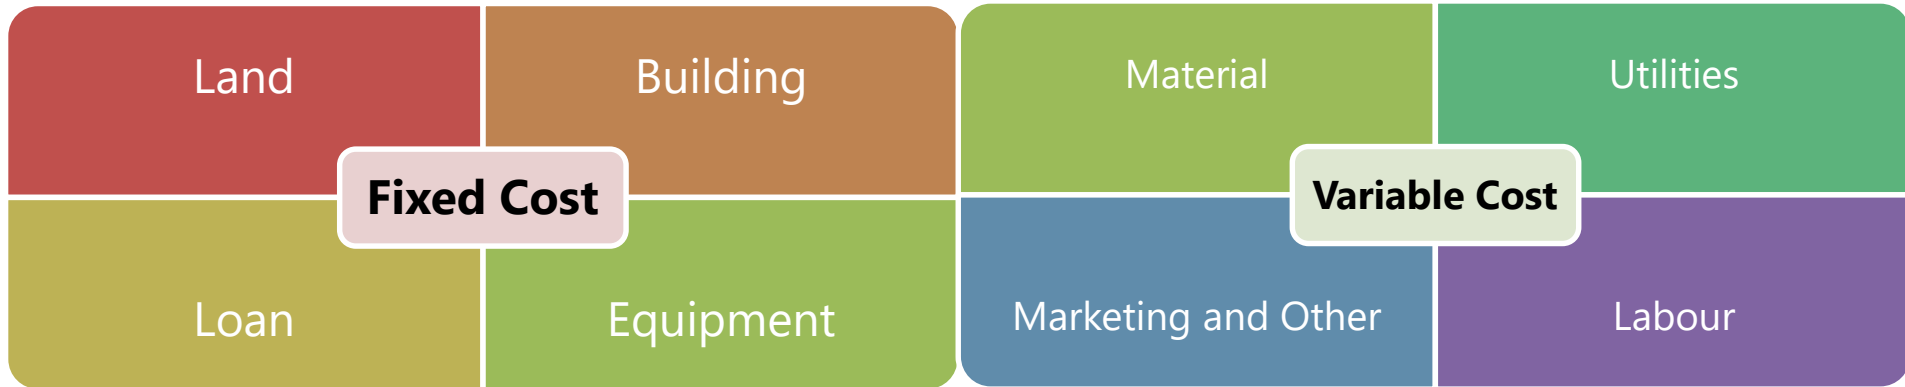 Land
Building
Fixed Cost
Loan
Equipment
Material
Utilities
Variable Cost
Marketing and Other
Labour